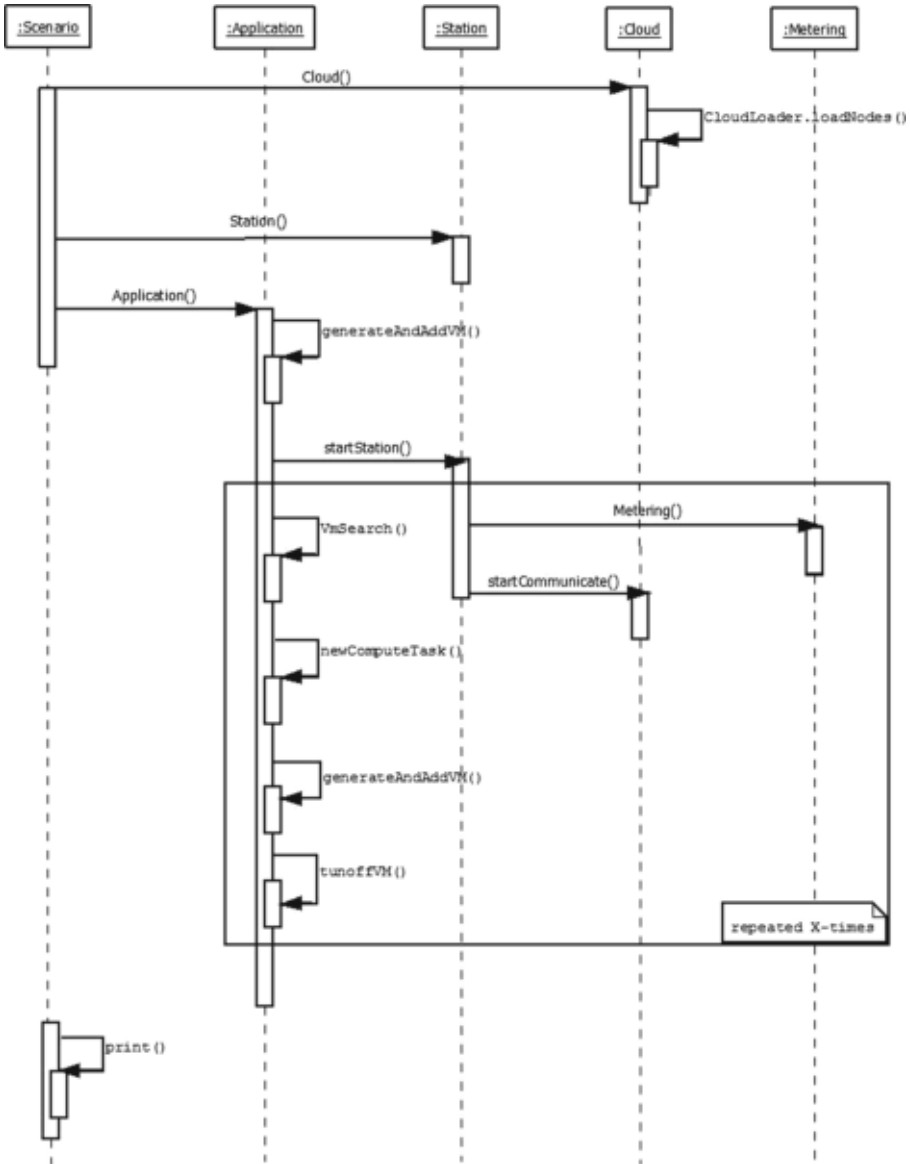 :Scenario
:Application
:Station
:Cloud
:Metering
Cloud()
CloudLoader.loadNodes()
Station()
Application()
generateAndAddVM()
startStation()
Metering()
VmSearch()
startCommunicate()
newComputeTask()
generateAndAddVM()
tunoffVM()
repeated X-times
print()